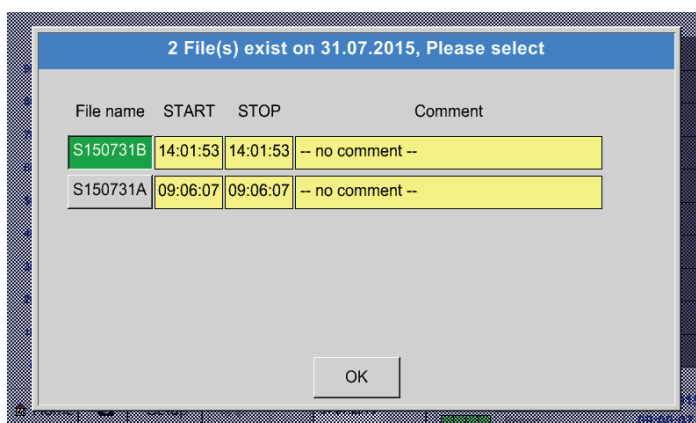 2 File(s) exist on 31.07.2015, Please select
File name START STOP Comment
S150731B 14:01:53 14:01:53 -- no comment --
S150731A 09:06:07 09:06:07 -- no comment --
OK